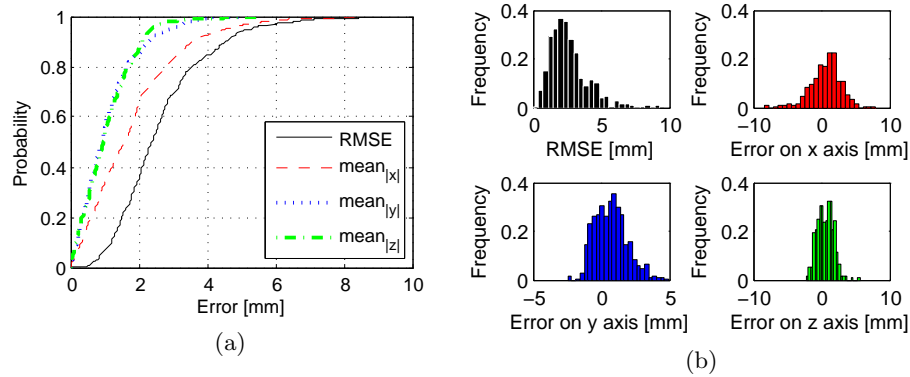 1
0.8
0.6
0.4
0.2
0
Probability
0 2 4 6 8 10
Error [mm]
RMSE
mean|x|
mean|y|
mean|z|
(a)
0.4
0.2
0
Frequency
0 5 10
RMSE [mm]
0.4
0.2
0
Frequency
−10 0 10
Error on x axis [mm]
0.4
0.2
0
Frequency
−5 0 5
Error on y axis [mm]
0.4
0.2
0
Frequency
−10 0 10
Error on z axis [mm]
(b)